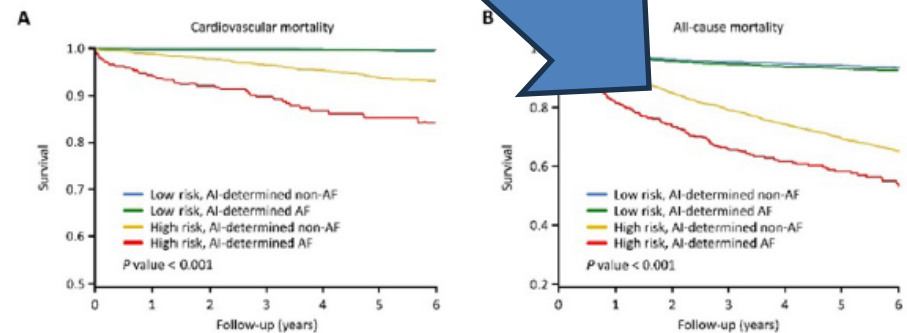 A
Cardiovascular mortality
1.0
0.9
0.8
0.7
0.6
0.5
Survival
Low risk, AI-determined non-AF
Low risk, AI-determined AF
High risk, AI-determined non-AF
High risk, AI-determined AF
P value < 0.001
0 1 2 3 4 5 6
Follow-up (years)
B
All-cause mortality
0.8
0.6
0.4
0.2
Survival
Low risk, AI-determined non-AF
Low risk, AI-determined AF
High risk, AI-determined non-AF
High risk, AI-determined AF
P value < 0.001
0 1 2 3 4 5 6
Follow-up (years)